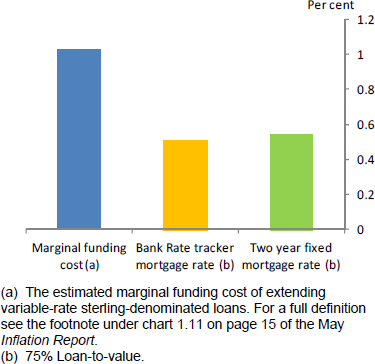 Per cent
1.2
1
0.8
0.6
0.4
0.2
0
Marginal funding cost(a)
Bank Rate tracker mortgage rate (b)
Two year fixed mortgage rate (b)
(a) The estimated marginal funding cost of extending
variable-rate sterling-denominated loans. For a full definition
see the footnote under chart 1.11 on page 15 of the May
Inflation Report.
(b) 75% Loan-to-value.